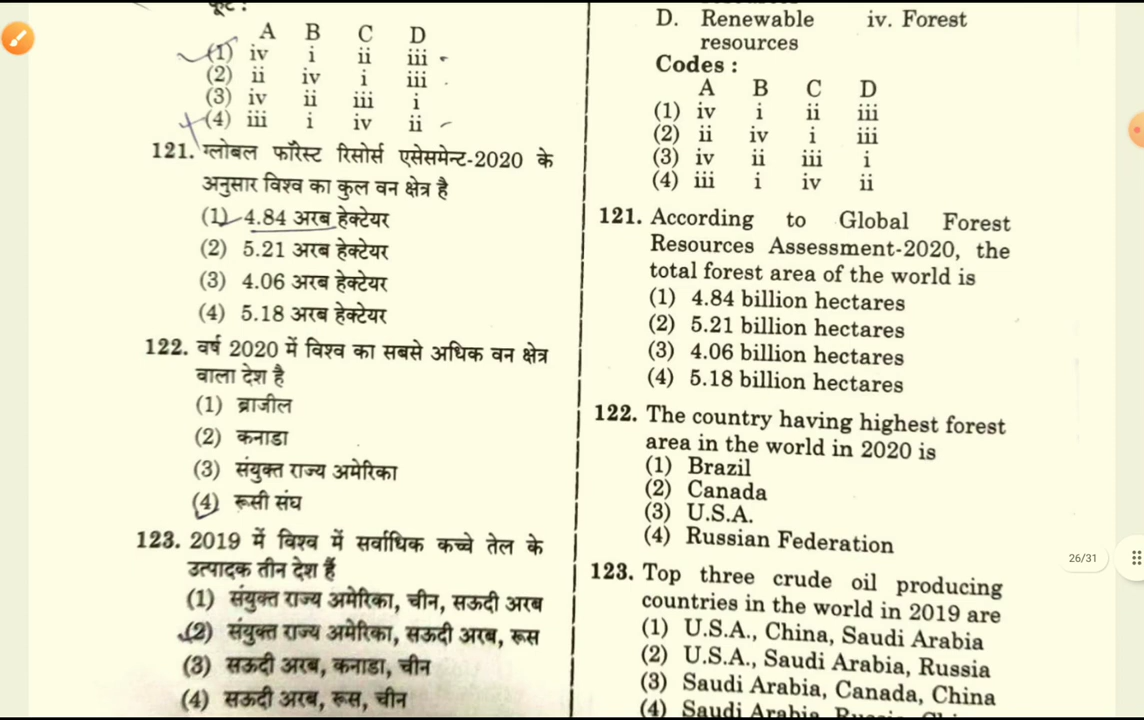 कूट :
A B C D
(1) iv i ii iii
(2) ii iv i iii
(3) iv ii iii i
(4) iii i iv ii
121. ग्लोबल फॉरेस्ट रिसोर्स एसेसमेन्ट-2020 के
अनुसार विश्व का कुल वन क्षेत्र है
(1) 4.84 अरब हेक्टेयर
(2) 5.21 अरब हेक्टेयर
(3) 4.06 अरब हेक्टेयर
(4) 5.18 अरब हेक्टेयर
122. वर्ष 2020 में विश्व का सबसे अधिक वन क्षेत्र
वाला देश है
(1) ब्राजील
(2) कनाडा
(3) संयुक्त राज्य अमेरिका
(4) रूसी संघ
123. 2019 में विश्व में सर्वाधिक कच्चे तेल के
उत्पादक तीन देश हैं
(1) संयुक्त राज्य अमेरिका, चीन, सऊदी अरब
(2) संयुक्त राज्य अमेरिका, सऊदी अरब, रूस
(3) सऊदी अरब, कनाडा, चीन
(4) सऊदी अरब, रूस, चीन
D. Renewable iv. Forest
resources
Codes :
A B C D
(1) iv i ii iii
(2) ii iv i iii
(3) iv ii iii i
(4) iii i iv ii
121. According to Global Forest
Resources Assessment-2020, the
total forest area of the world is
(1) 4.84 billion hectares
(2) 5.21 billion hectares
(3) 4.06 billion hectares
(4) 5.18 billion hectares
122. The country having highest forest
area in the world in 2020 is
(1) Brazil
(2) Canada
(3) U.S.A.
(4) Russian Federation
123. Top three crude oil producing
countries in the world in 2019 are
(1) U.S.A., China, Saudi Arabia
(2) U.S.A., Saudi Arabia, Russia
(3) Saudi Arabia, Canada, China
(4) Saudi Arabia
26/31